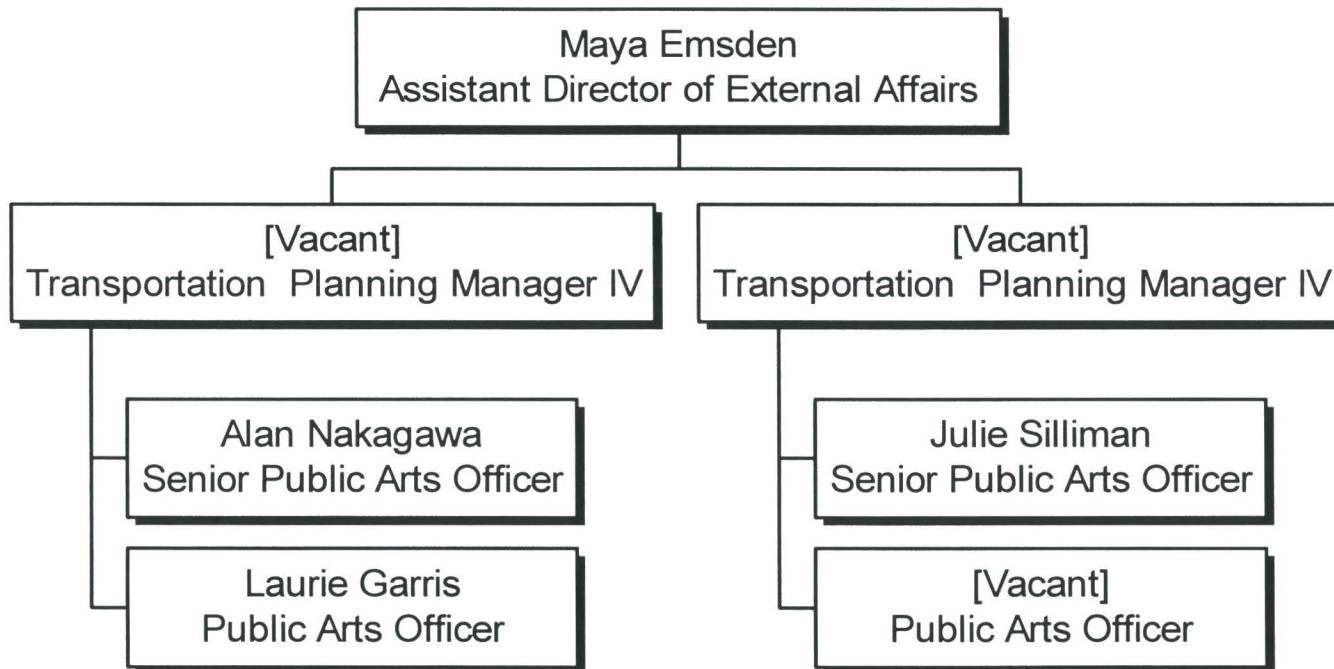 Maya Emsden
Assistant Director of External Affairs
[Vacant]
Transportation  Planning Manager IV
[Vacant]
Transportation  Planning Manager IV
Alan Nakagawa
Senior Public Arts Officer
Laurie Garris
Public Arts Officer
Julie Silliman
Senior Public Arts Officer
[Vacant]
Public Arts Officer